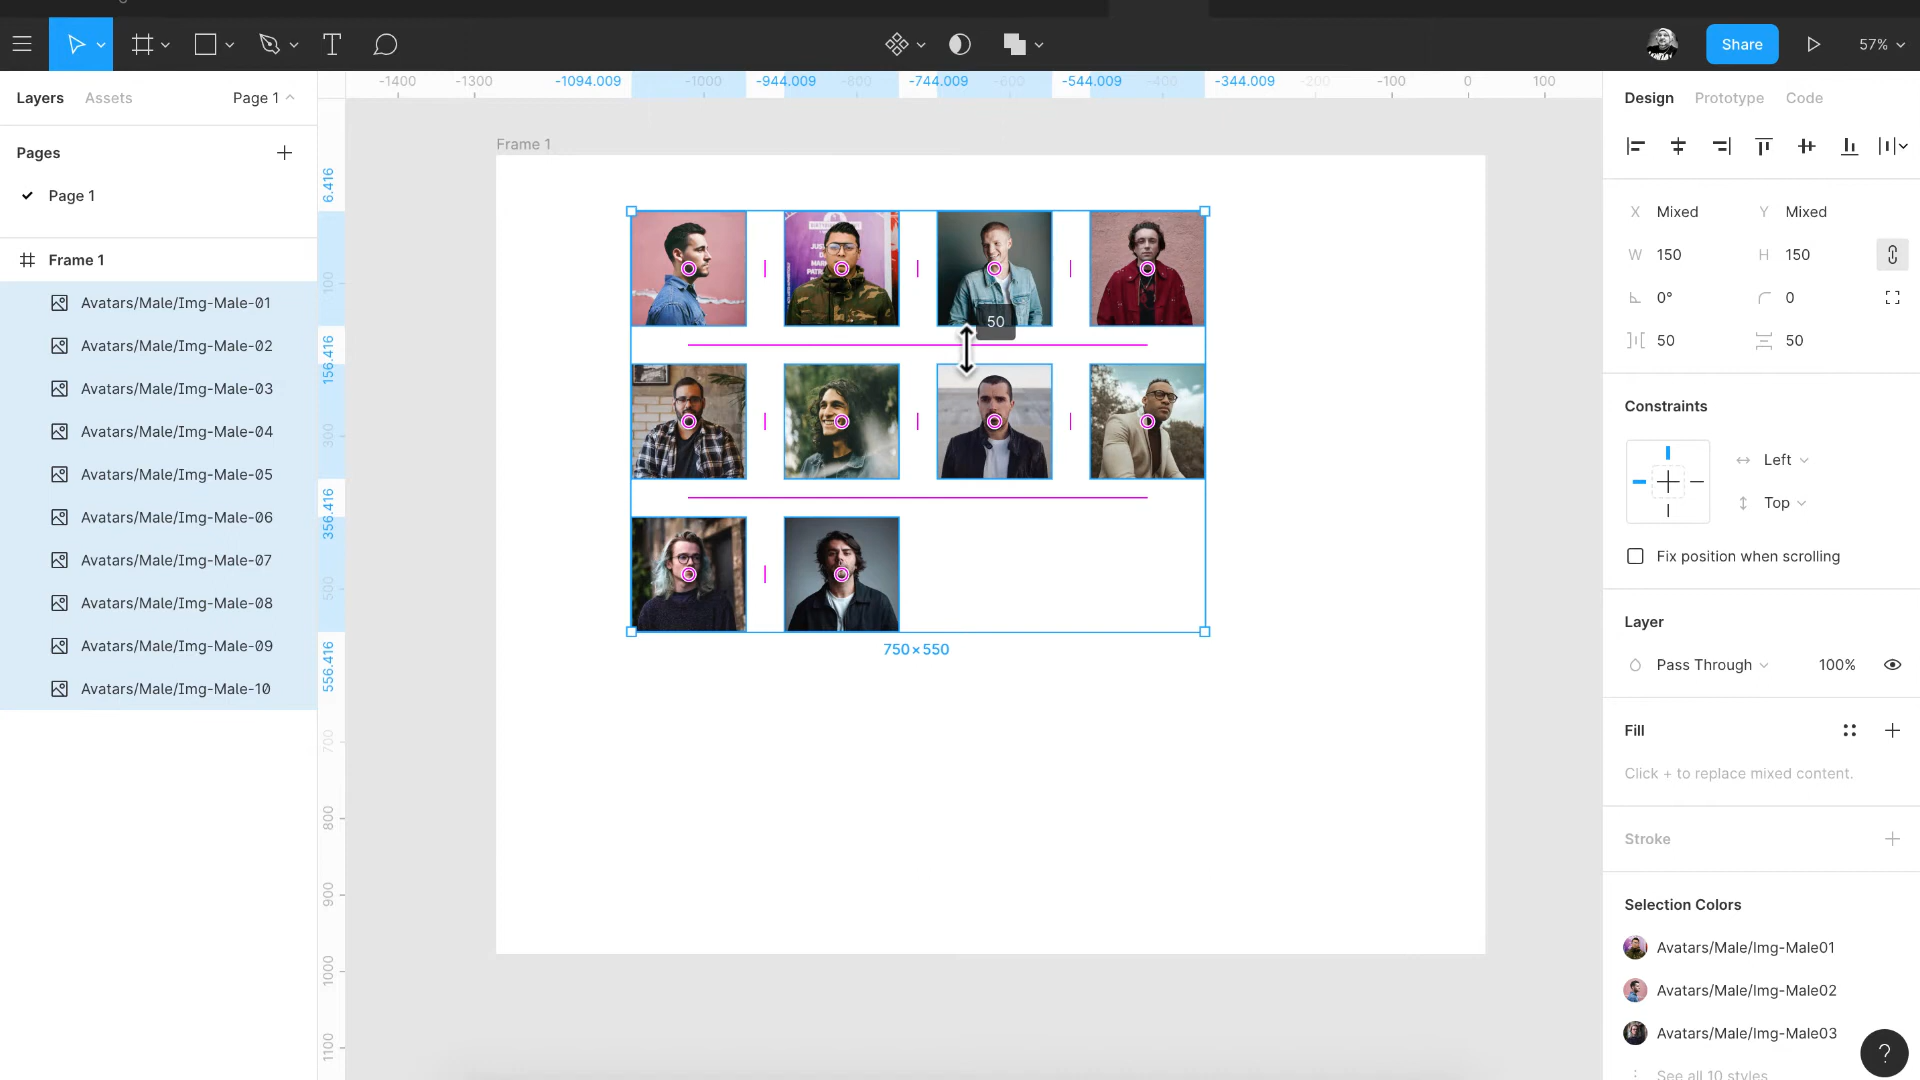 Share
57%
Layers
Assets
Page 1
-1400
-1300
-1094.009
-1000
-944.009
-800
-744.009
-600
-544.009
-400
-344.009
-200
-100
0
100
Design
Prototype
Code
Pages
Page 1
Frame 1
Avatars/Male/Img-Male-01
Avatars/Male/Img-Male-02
Avatars/Male/Img-Male-03
Avatars/Male/Img-Male-04
Avatars/Male/Img-Male-05
Avatars/Male/Img-Male-06
Avatars/Male/Img-Male-07
Avatars/Male/Img-Male-08
Avatars/Male/Img-Male-09
Avatars/Male/Img-Male-10
6.416
100
156.416
300
356.416
500
556.416
700
800
900
1000
1100
Frame 1
50
750×550
X Mixed
Y Mixed
W 150
H 150
0°
0
50
50
Constraints
Left
Top
Fix position when scrolling
Layer
Pass Through
100%
Fill
Click + to replace mixed content.
Stroke
Selection Colors
Avatars/Male/Img-Male01
Avatars/Male/Img-Male02
Avatars/Male/Img-Male03
See all 10 styles
?